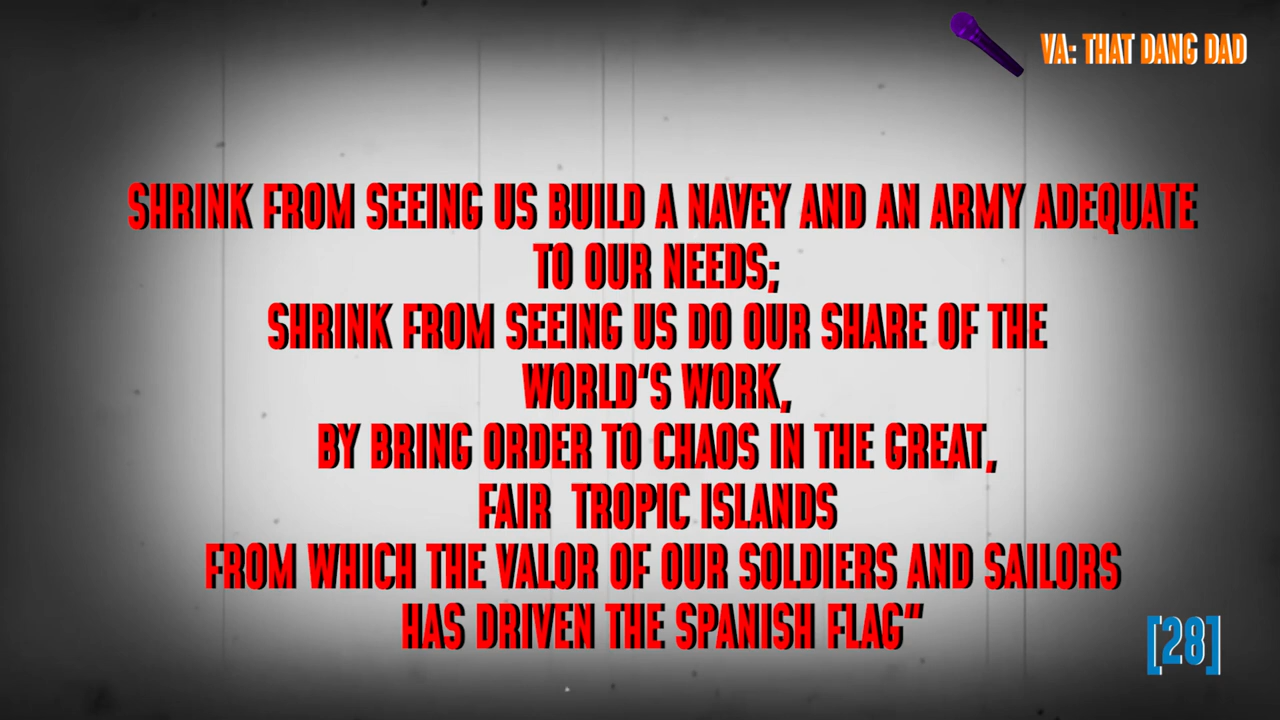 VA: THAT DANG DAD
SHRINK FROM SEEING US BUILD A NAVEY AND AN ARMY ADEQUATE
TO OUR NEEDS;
SHRINK FROM SEEING US DO OUR SHARE OF THE
WORLD'S WORK,
BY BRING ORDER TO CHAOS IN THE GREAT,
FAIR TROPIC ISLANDS
FROM WHICH THE VALOR OF OUR SOLDIERS AND SAILORS
HAS DRIVEN THE SPANISH FLAG"
[28]